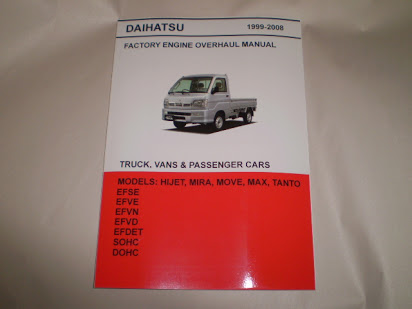 DAIHATSU 1999-2008
FACTORY ENGINE OVERHAUL MANUAL
TRUCK, VANS & PASSENGER CARS
MODELS: HIJET, MIRA, MOVE, MAX, TANTO
EFSE
EFVE
EFVN
EFVD
EFDET
SOHC
DOHC